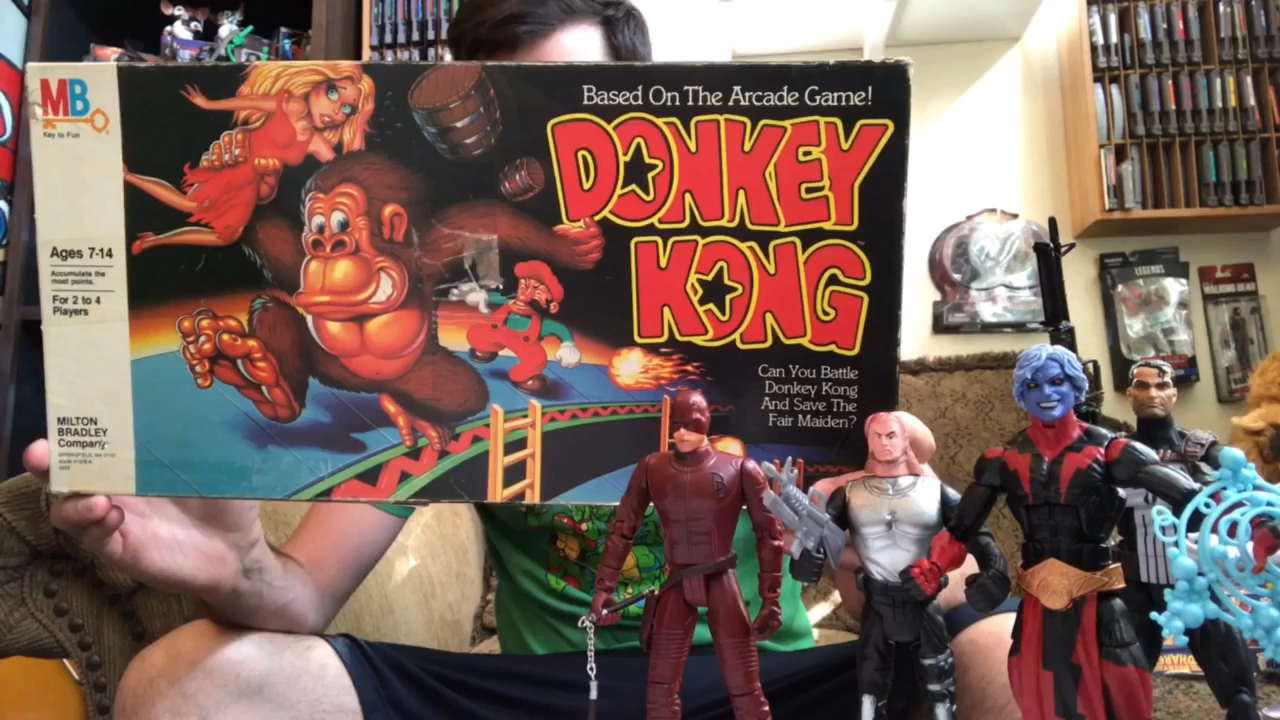 MB
Key to Fun
Ages 7-14
Accumulate the
most points.
For 2 to 4
Players
MILTON
BRADLEY
Company
Based On The Arcade Game!
DONKEY
KONG
Can You Battle
Donkey Kong
And Save The
Fair Maiden?
LEGENDS
THE WALKING DEAD